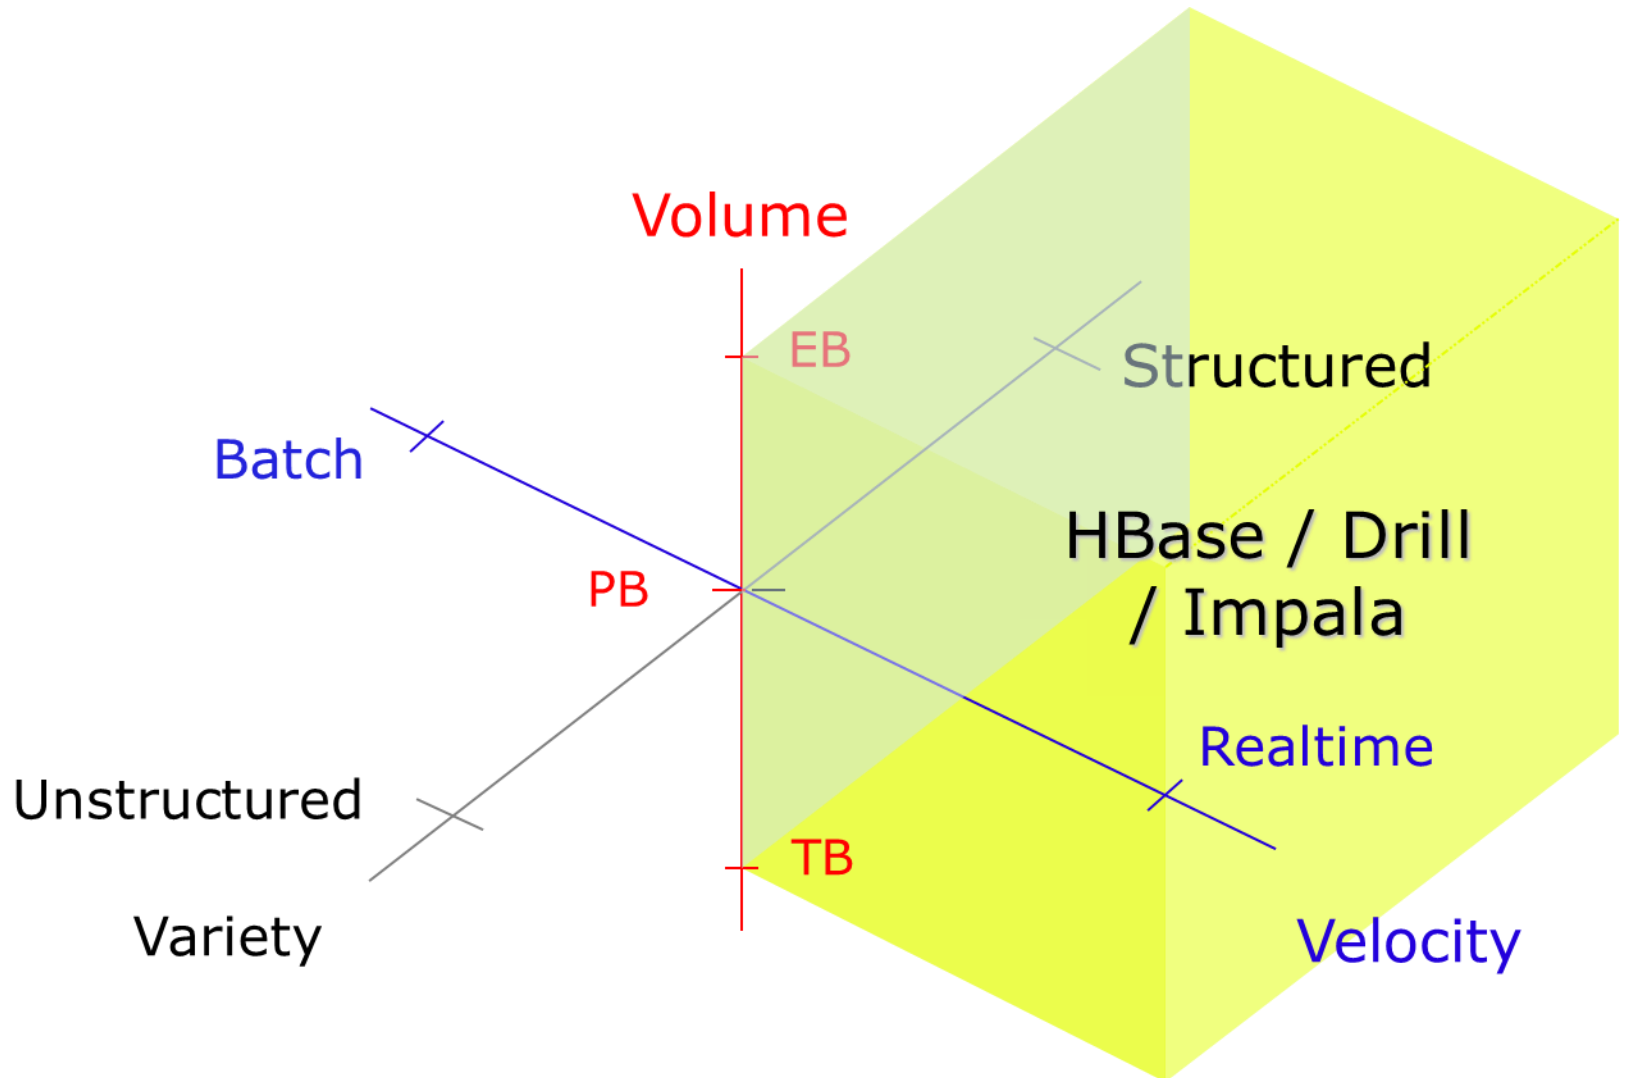 Volume
EB
Structured
Batch
HBase / Drill
/ Impala
PB
Realtime
Unstructured
TB
Variety
Velocity